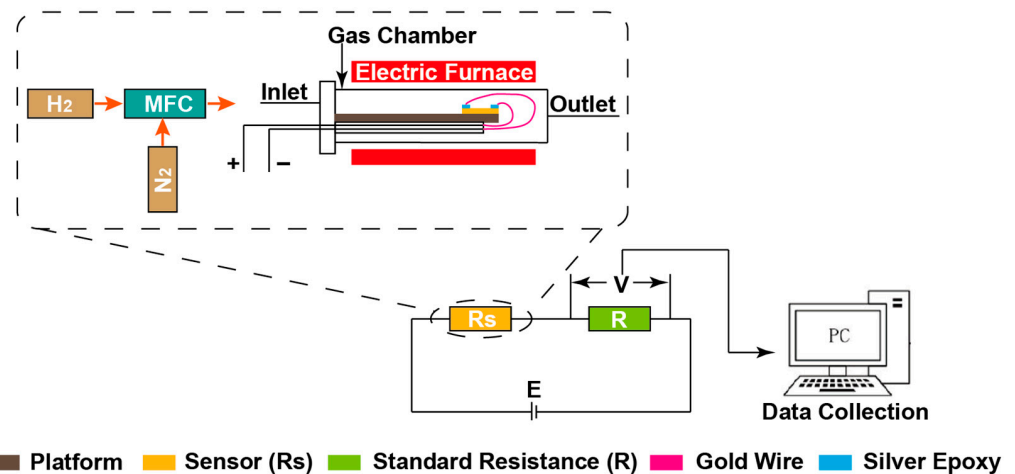 Gas Chamber
Electric Furnace
Inlet
Outlet
H2
MFC
N2
+ −
V
Rs
R
E
PC
Data Collection
Platform Sensor (Rs) Standard Resistance (R) Gold Wire Silver Epoxy